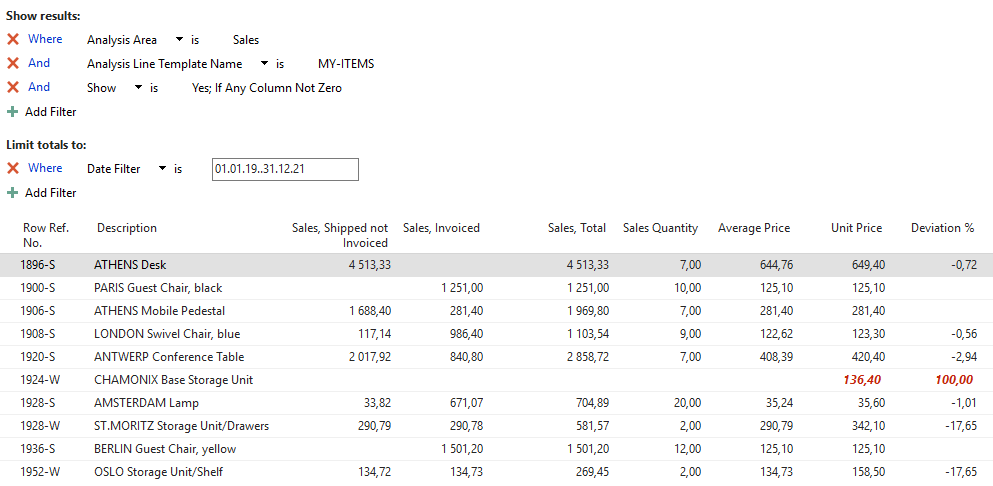 Show results:
Where Analysis Area is Sales
And Analysis Line Template Name is MY-ITEMS
And Show is Yes; If Any Column Not Zero
Add Filter
Limit totals to:
Where Date Filter is 01.01.19..31.12.21
Add Filter
Row Ref. Description Sales, Shipped not Sales, Invoiced Sales, Total Sales Quantity Average Price Unit Price Deviation %
No. Invoiced
1896-S ATHENS Desk 4 513,33 4 513,33 7,00 644,76 649,40 -0,72
1900-S PARIS Guest Chair, black 1 251,00 1 251,00 10,00 125,10 125,10
1906-S ATHENS Mobile Pedestal 1 688,40 281,40 1 969,80 7,00 281,40 281,40
1908-S LONDON Swivel Chair, blue 117,14 986,40 1 103,54 9,00 122,62 123,30 -0,56
1920-S ANTWERP Conference Table 2 017,92 840,80 2 858,72 7,00 408,39 420,40 -2,94
1924-W CHAMONIX Base Storage Unit 136,40 100,00
1928-S AMSTERDAM Lamp 33,82 671,07 704,89 20,00 35,24 35,60 -1,01
1928-W ST.MORITZ Storage Unit/Drawers 290,79 290,78 581,57 2,00 290,79 342,10 -17,65
1936-S BERLIN Guest Chair, yellow 1 501,20 1 501,20 12,00 125,10 125,10
1952-W OSLO Storage Unit/Shelf 134,72 134,73 269,45 2,00 134,73 158,50 -17,65